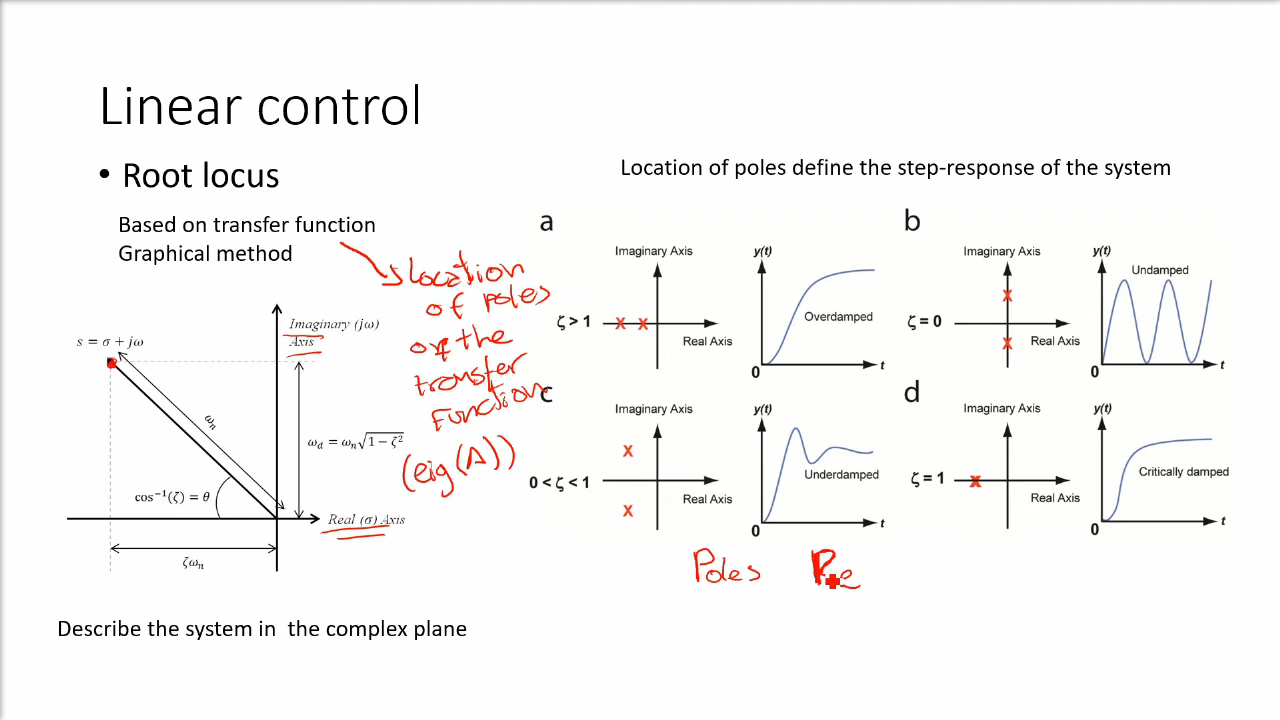 Linear control
• Root locus
Based on transfer function
Graphical method
location
of poles
of the
transfer
function
(eig(A))
Imaginary (jω)
Axis
s = σ + jω
ωₙ
ω_d = ωₙ√(1 − ζ²)
cos⁻¹(ζ) = θ
Real (σ) Axis
ζωₙ
Describe the system in the complex plane
Location of poles define the step-response of the system
a
Imaginary Axis
y(t)
ζ > 1
Real Axis
Overdamped
0
t
b
Imaginary Axis
y(t)
Undamped
ζ = 0
Real Axis
0
t
c
Imaginary Axis
y(t)
0 < ζ < 1
Real Axis
Underdamped
0
t
d
Imaginary Axis
y(t)
ζ = 1
Real Axis
Critically damped
0
t
Poles Re